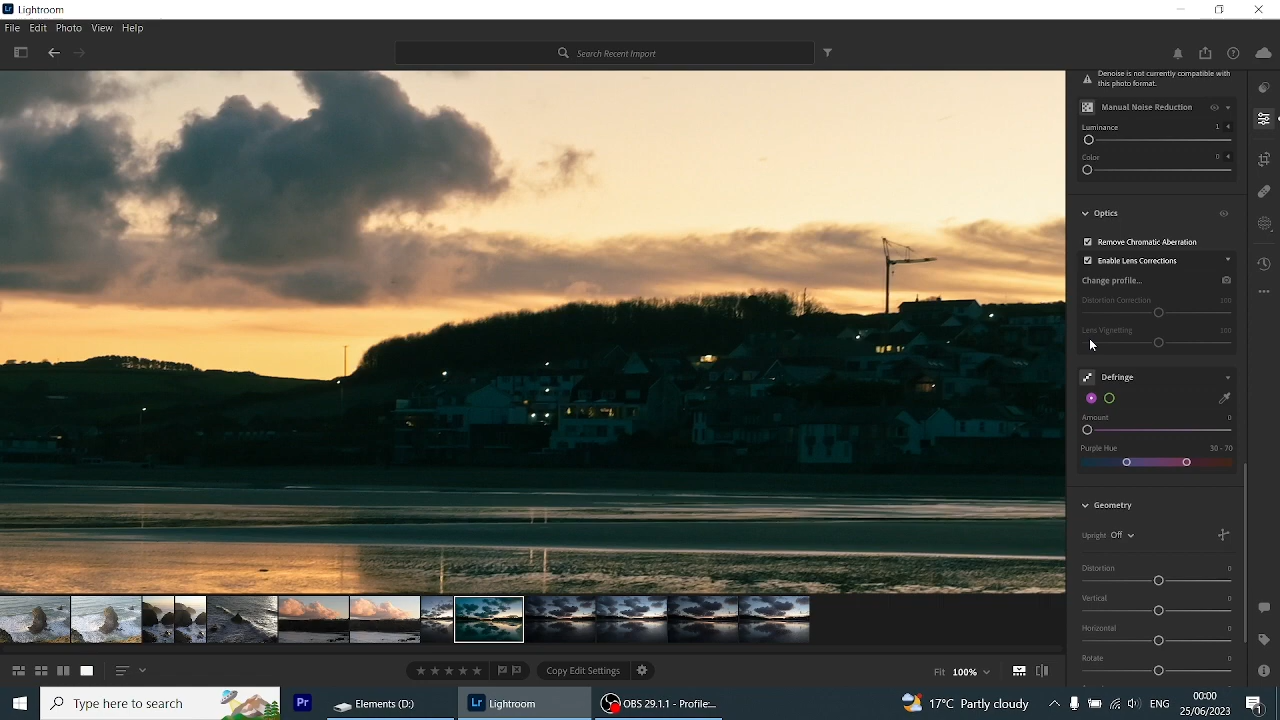 Lightroom
File Edit Photo View Help
Search Recent Import
Denoise is not currently compatible with
this photo format.
Manual Noise Reduction
Luminance 1
Color 0
Optics
Remove Chromatic Aberration
Enable Lens Corrections
Change profile...
Distortion Correction 100
Lens Vignetting 100
Defringe
Amount 0
Purple Hue 30 - 70
Geometry
Upright Off
Distortion 0
Vertical 0
Horizontal 0
Rotate 0
Copy Edit Settings
Fit 100%
Type here to search
Pr
Elements (D:)
Lr Lightroom
OBS 29.1.1 - Profile...
17°C Partly cloudy
ENG
00:00
25/06/2023